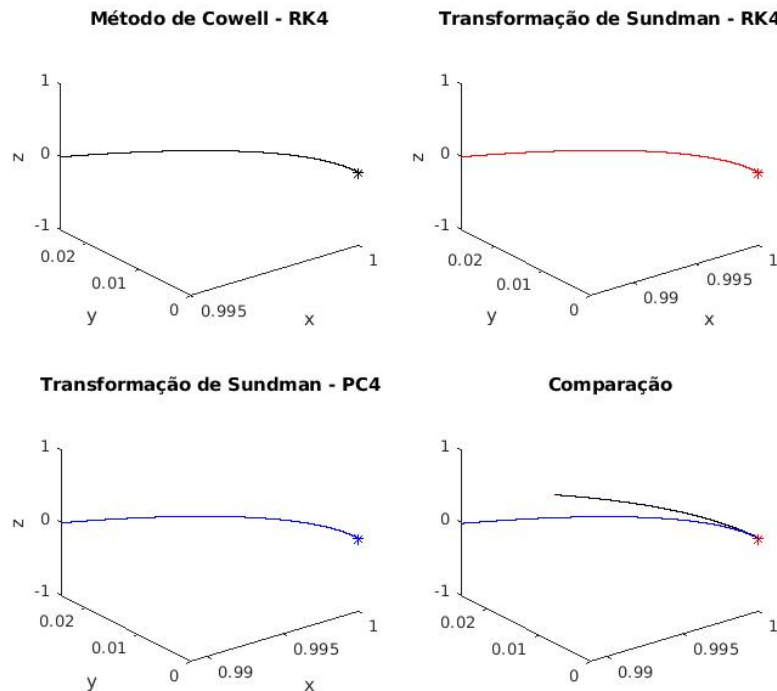 Método de Cowell - RK4
Transformação de Sundman - RK4
1
0
-1
z
0.02
0.01
0
y
0.995
1
x
1
0
-1
z
0.02
0.01
0
y
0.99
0.995
1
x
Transformação de Sundman - PC4
Comparação
1
0
-1
z
0.02
0.01
0
y
0.99
0.995
1
x
1
0
-1
0.02
0.01
0
0.99
0.995
1